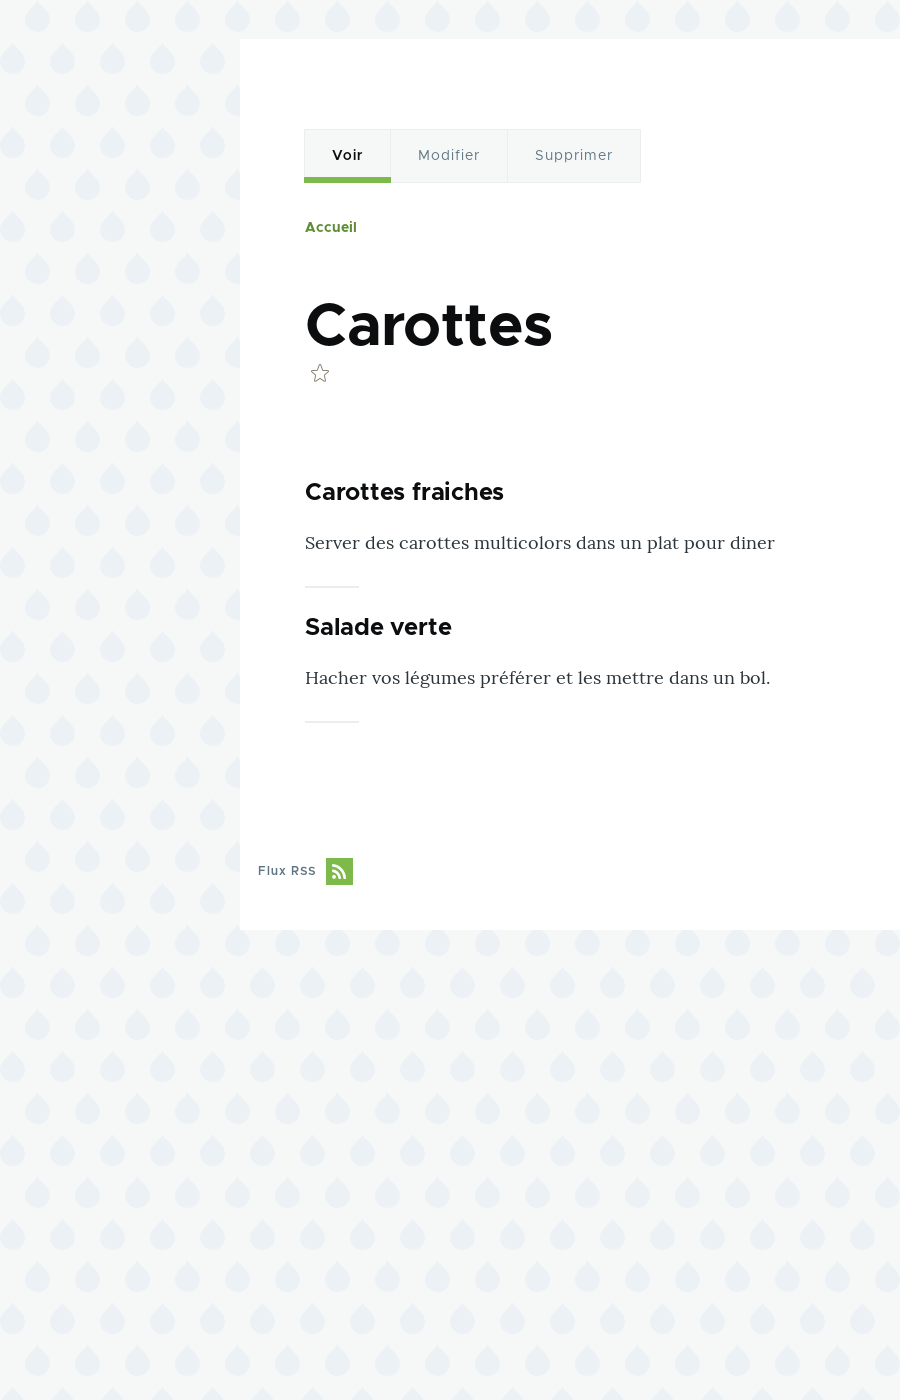 Voir Modifier Supprimer
Accueil
Carottes
Carottes fraiches
Server des carottes multicolors dans un plat pour diner
Salade verte
Hacher vos légumes préférer et les mettre dans un bol.
Flux RSS